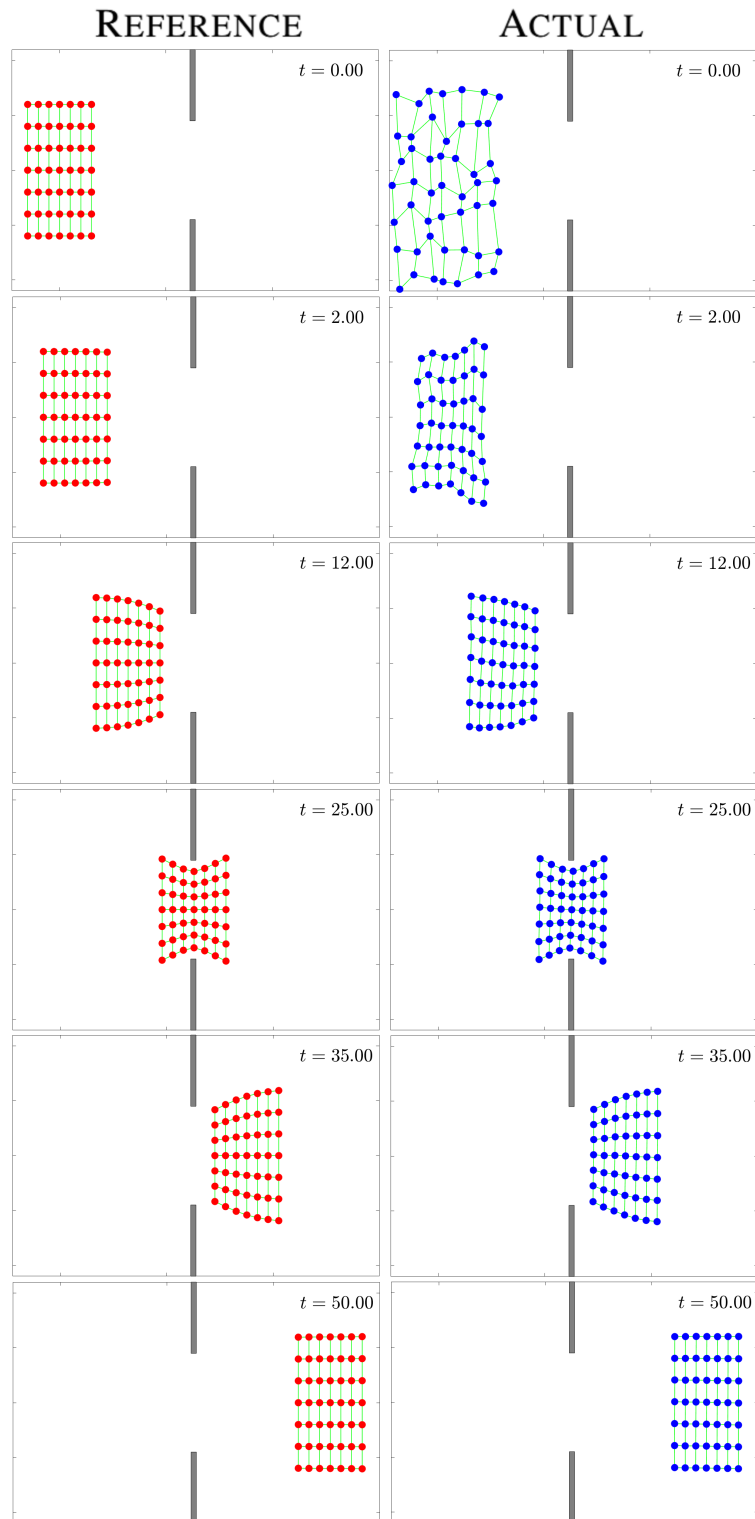 REFERENCE ACTUAL
t = 0.00 t = 0.00
t = 2.00 t = 2.00
t = 12.00 t = 12.00
t = 25.00 t = 25.00
t = 35.00 t = 35.00
t = 50.00 t = 50.00